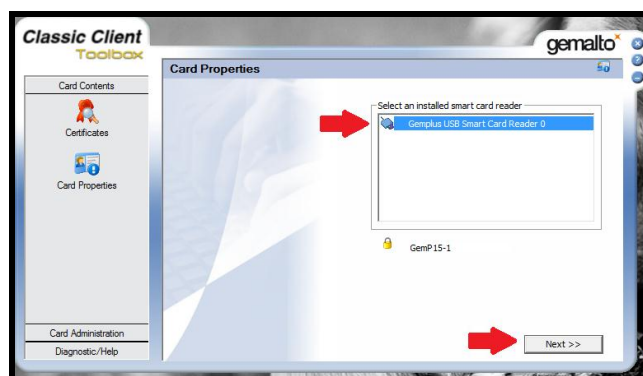 Classic Client
Toolbox
gemalto
Card Contents
Certificates
Card Properties
Card Administration
Diagnostic/Help
Card Properties
Select an installed smart card reader
Gemplus USB Smart Card Reader 0
GemP15-1
Next >>